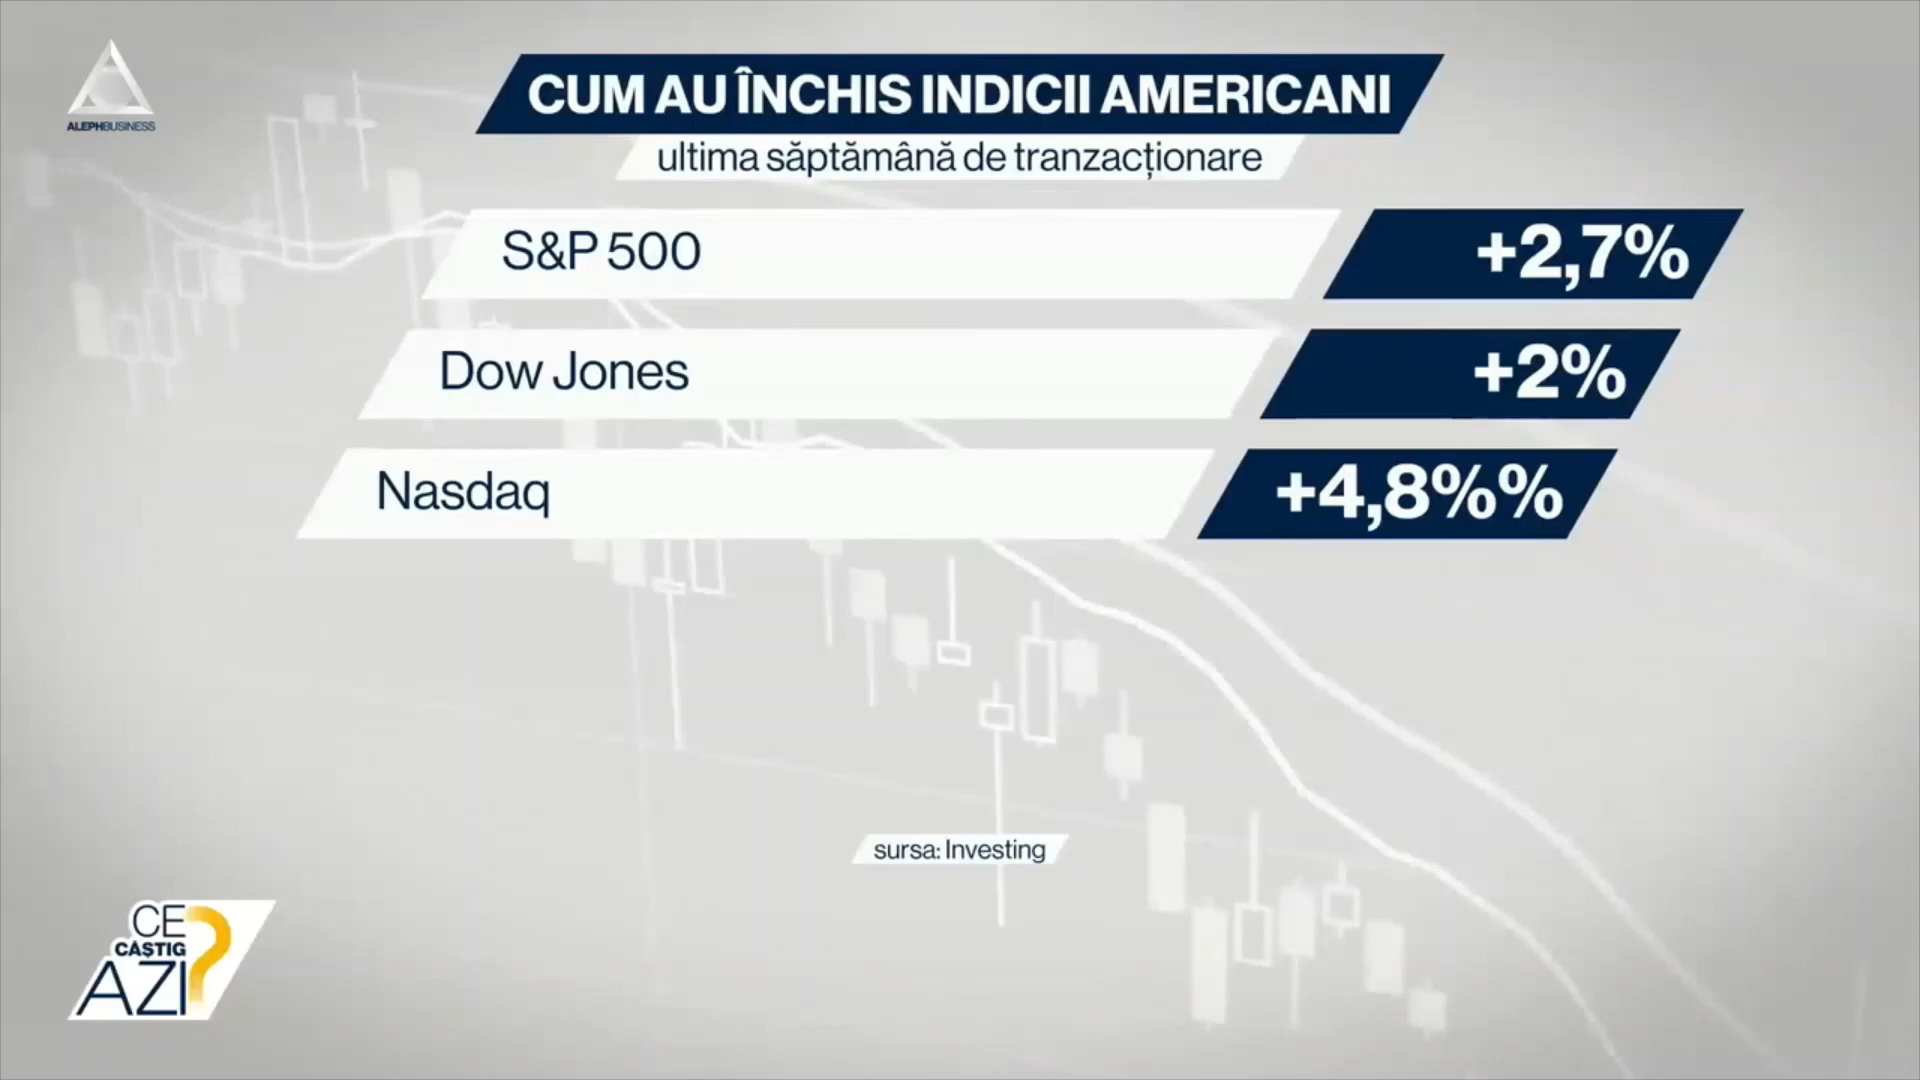 ALEPHBUSINESS
CUM AU ÎNCHIS INDICII AMERICANI
ultima săptămână de tranzacționare
S&P 500 +2,7%
Dow Jones +2%
Nasdaq +4,8%%
sursa: Investing
CE
CÂȘTIG
AZI?